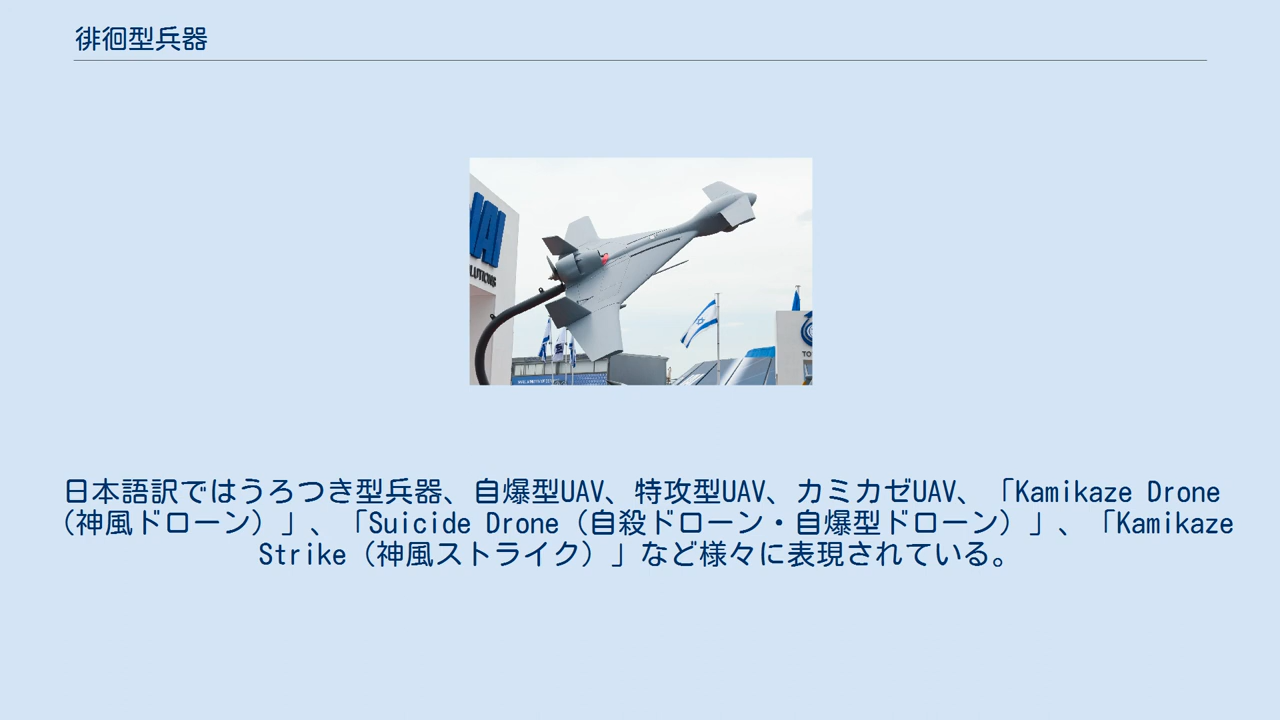 徘徊型兵器
IAI
LUTIONS
TO
日本語訳ではうろつき型兵器、自爆型UAV、特攻型UAV、カミカゼUAV、「Kamikaze Drone
（神風ドローン）」、「Suicide Drone（自殺ドローン・自爆型ドローン）」、「Kamikaze
Strike（神風ストライク）」など様々に表現されている。